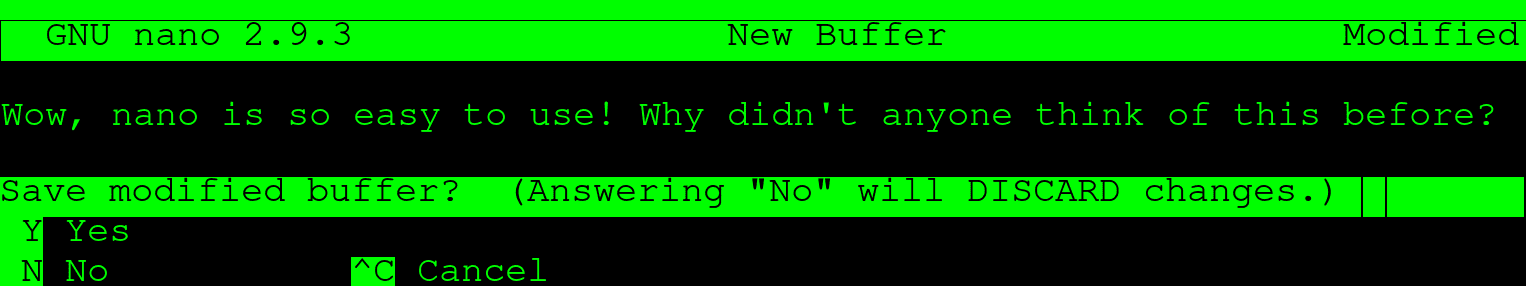 GNU nano 2.9.3 New Buffer Modified
Wow, nano is so easy to use! Why didn't anyone think of this before?
Save modified buffer? (Answering "No" will DISCARD changes.)
Y Yes
N No ^C Cancel